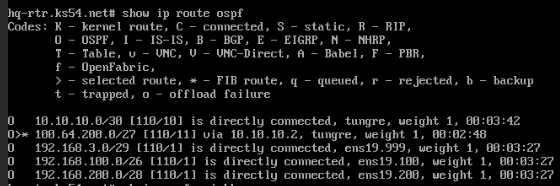 hq-rtr.ks54.net# show ip route ospf
Codes: K - kernel route, C - connected, S - static, R - RIP,
O - OSPF, I - IS-IS, B - BGP, E - EIGRP, N - NHRP,
T - Table, v - VNC, V - VNC-Direct, A - Babel, F - PBR,
f - OpenFabric,
> - selected route, * - FIB route, q - queued, r - rejected, b - backup
t - trapped, o - offload failure
O 10.10.10.0/30 [110/10] is directly connected, tungre, weight 1, 00:03:42
O>* 100.64.200.0/27 [110/11] via 10.10.10.2, tungre, weight 1, 00:02:48
O 192.168.3.0/29 [110/1] is directly connected, ens19.999, weight 1, 00:03:27
O 192.168.100.0/26 [110/1] is directly connected, ens19.100, weight 1, 00:03:27
O 192.168.200.0/28 [110/1] is directly connected, ens19.200, weight 1, 00:03:27